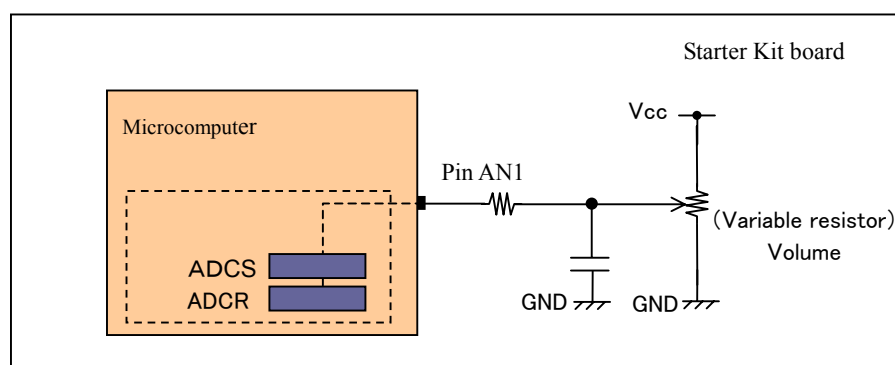 Starter Kit board
Microcomputer
Vcc
Pin AN1
(Variable resistor)
Volume
ADCS
ADCR
GND
GND